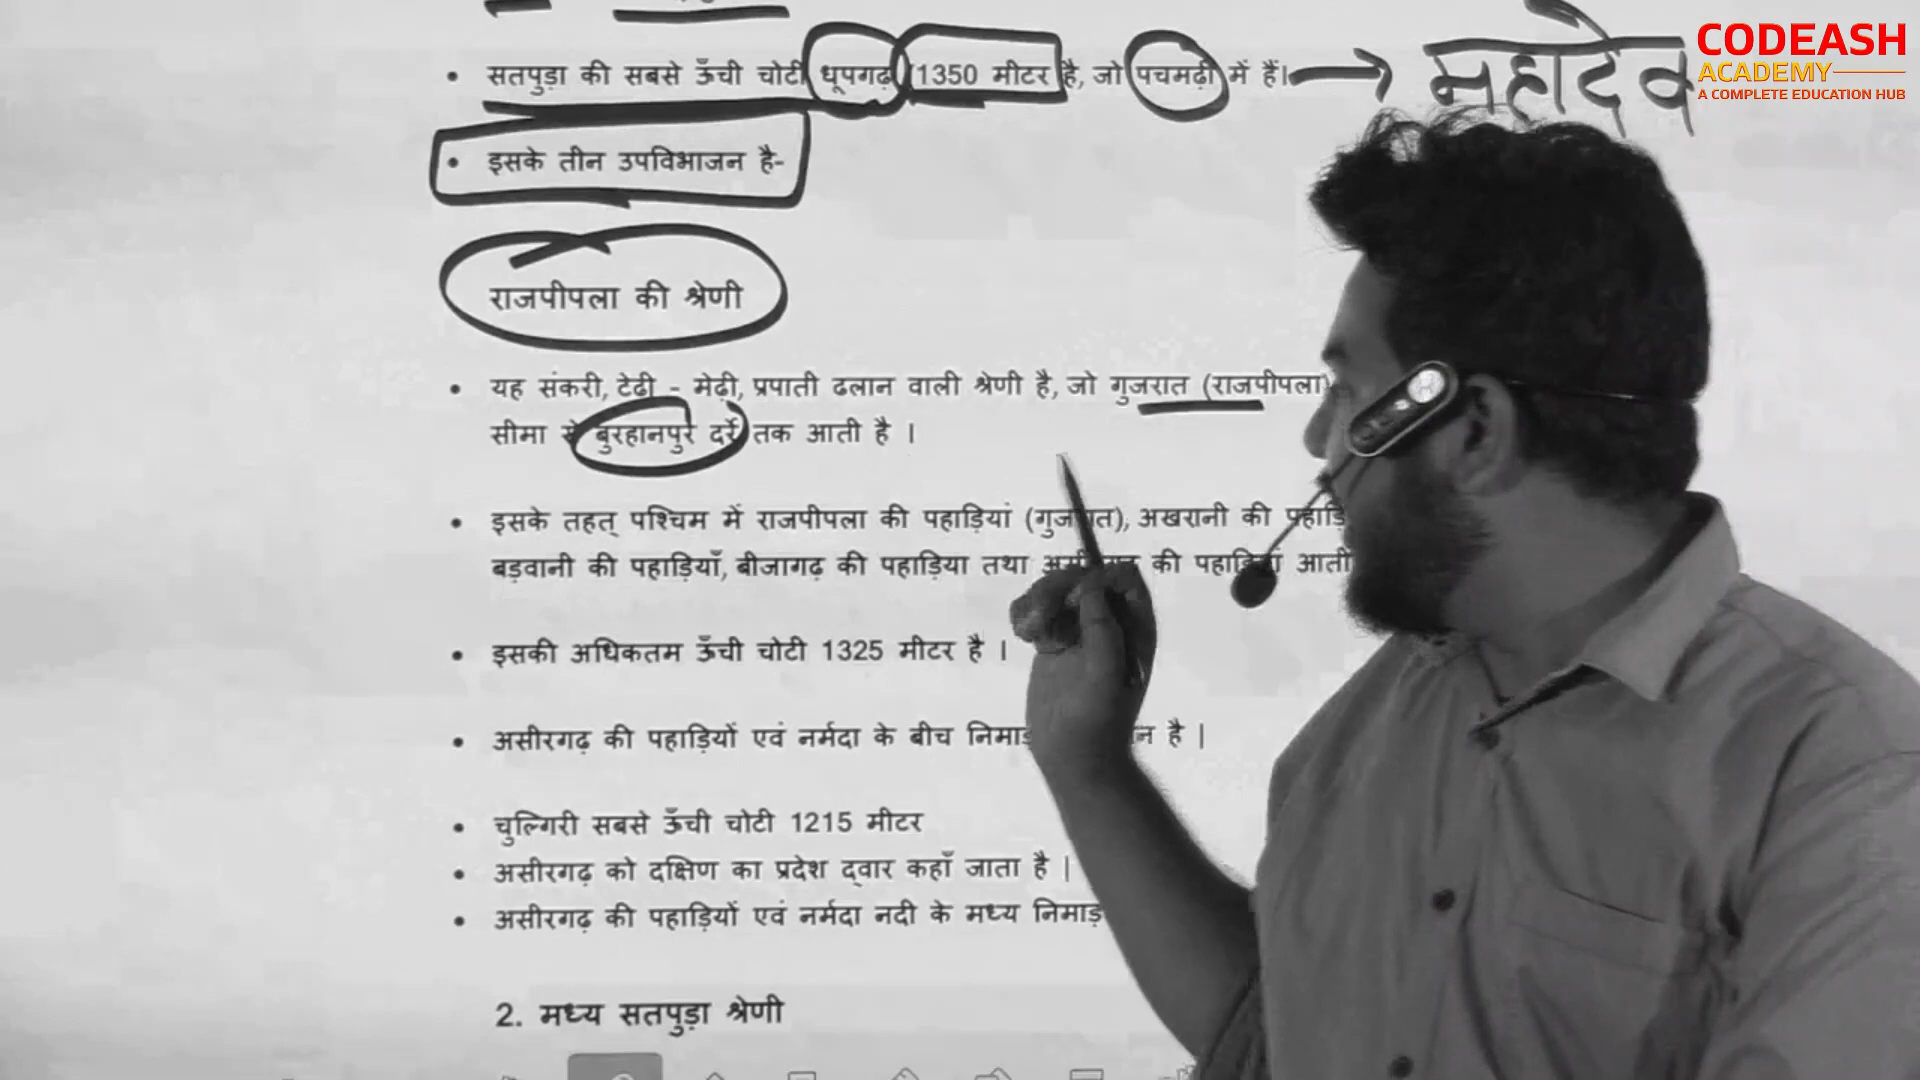 सतपुड़ा की सबसे ऊँची चोटी धूपगढ़ (1350 मीटर है, जो पचमढ़ी में हैं। → महादेव
CODEASH
ACADEMY
A COMPLETE EDUCATION HUB
• इसके तीन उपविभाजन है-
राजपीपला की श्रेणी
• यह संकरी, टेढी - मेढ़ी, प्रपाती ढलान वाली श्रेणी है, जो गुजरात (राजपीपला)
सीमा से बुरहानपुर दर्रे तक आती है ।
• इसके तहत् पश्चिम में राजपीपला की पहाड़ियां (गुजरात), अखरानी की
बड़वानी की पहाड़ियाँ, बीजागढ़ की पहाड़िया तथा की पहाड़ियां आती
• इसकी अधिकतम ऊँची चोटी 1325 मीटर है ।
• असीरगढ़ की पहाड़ियों एवं नर्मदा के बीच है |
• चुल्गिरी सबसे ऊँची चोटी 1215 मीटर
• असीरगढ़ को दक्षिण का प्रदेश द्वार कहाँ जाता है |
• असीरगढ़ की पहाड़ियों एवं नर्मदा नदी के मध्य निमाड़
2. मध्य सतपुड़ा श्रेणी